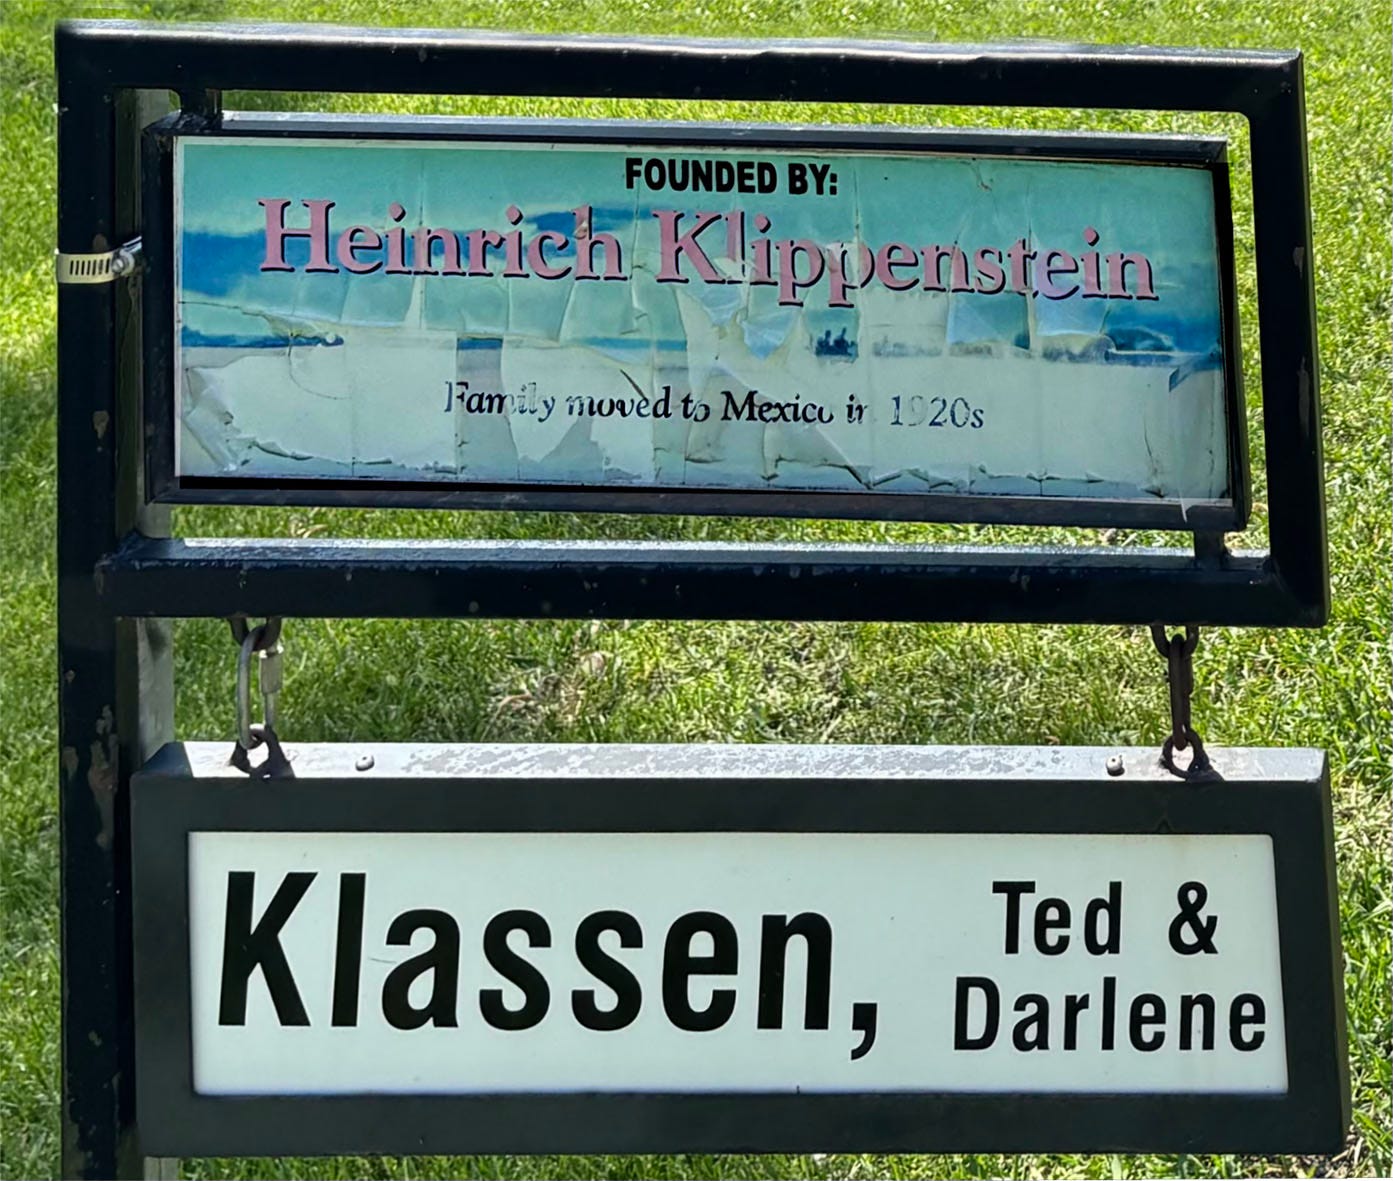 FOUNDED BY:
Heinrich Klippenstein
Family moved to Mexico in 1920s
Klassen,
Ted &
Darlene